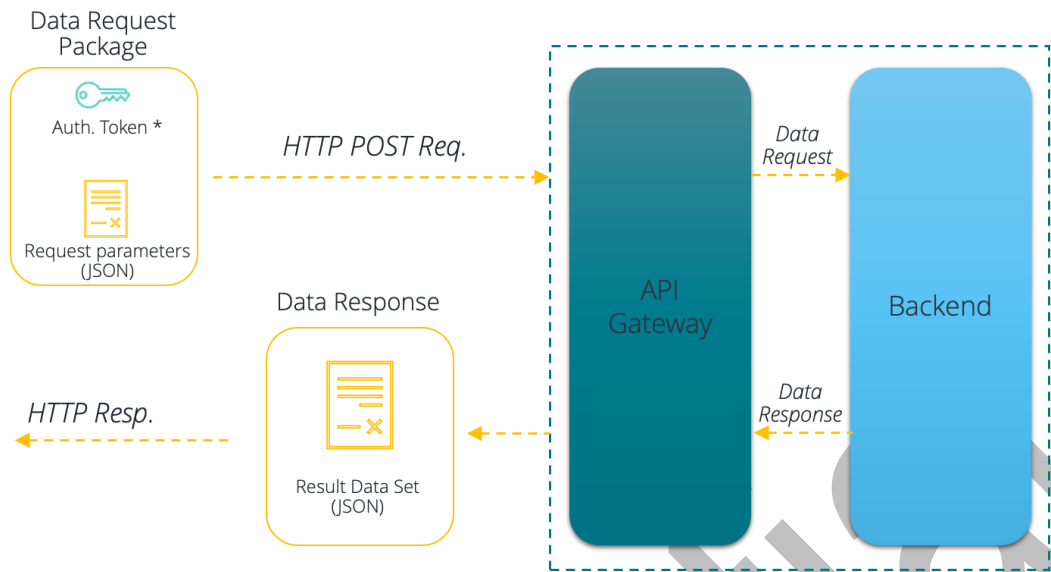 Data Request
Package
Auth. Token *
Request parameters
(JSON)
HTTP POST Req.
Data
Request
API
Gateway
Backend
Data Response
Result Data Set
(JSON)
HTTP Resp.
Data
Response